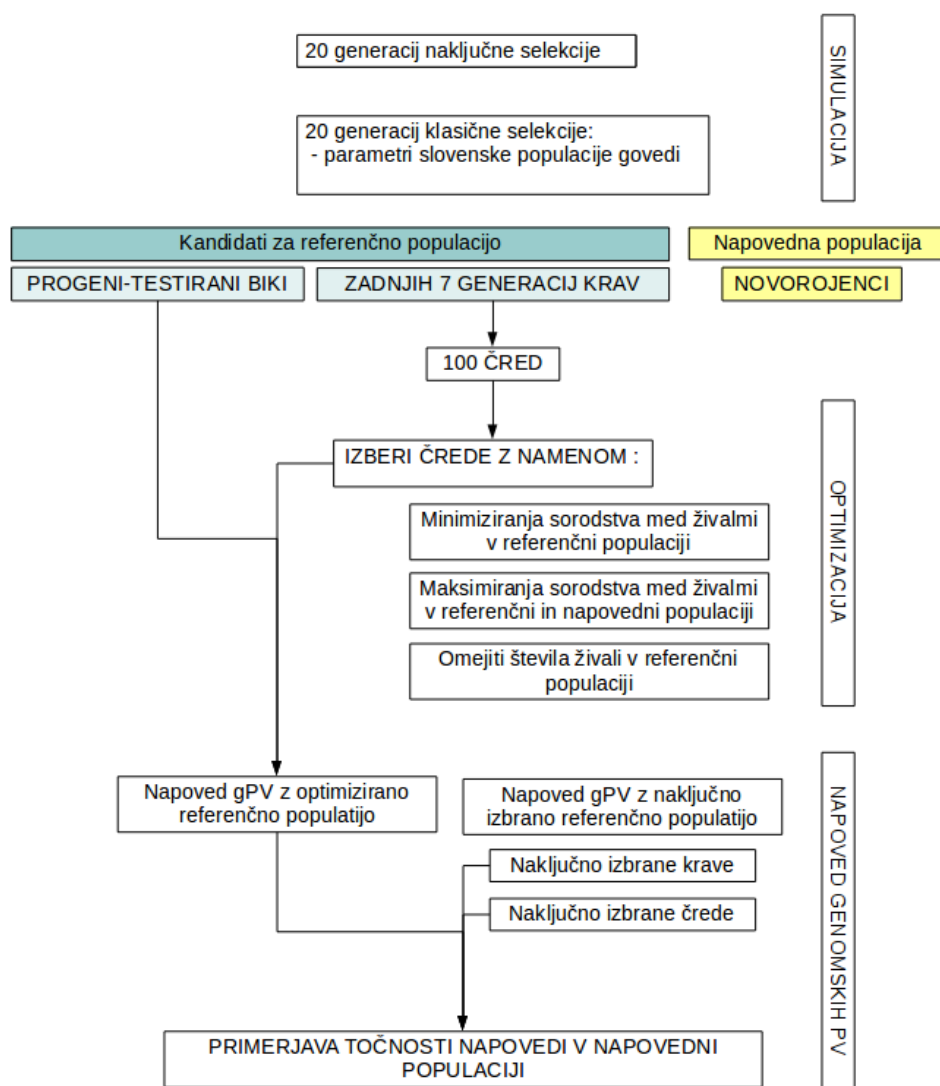 20 generacij naključne selekcije
20 generacij klasične selekcije:
- parametri slovenske populacije govedi
SIMULACIJA
Kandidati za referenčno populacijo
Napovedna populacija
PROGENI-TESTIRANI BIKI
ZADNJIH 7 GENERACIJ KRAV
NOVOROJENCI
100 ČRED
IZBERI ČREDE Z NAMENOM :
Minimiziranja sorodstva med živalmi
v referenčni populaciji
Maksimiranja sorodstva med živalmi
v referenčni in napovedni populaciji
Omejiti števila živali v referenčni
populaciji
OPTIMIZACIJA
Napoved gPV z optimizirano
referenčno populatijo
Napoved gPV z naključno
izbrano referenčno populatijo
Naključno izbrane krave
Naključno izbrane črede
NAPOVED GENOMSKIH PV
PRIMERJAVA TOČNOSTI NAPOVEDI V NAPOVEDNI
POPULACIJI